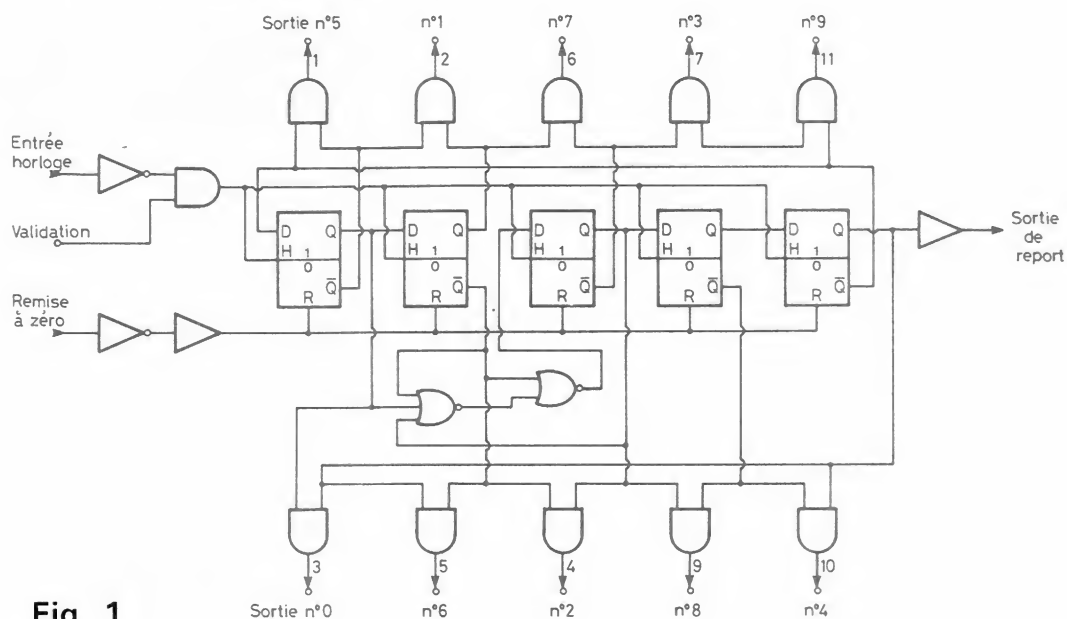 Sortie n°5 n°1 n°7 n°3 n°9
1 2 6 7 11
Entrée
horloge
Validation
Remise
à zéro
D Q D Q D Q D Q D Q
H 1 H 1 H 1 H 1 H 1
0 Q̅ 0 Q̅ 0 Q̅ 0 Q̅ 0 Q̅
R R R R R
Sortie
de
report
3 5 4 9 10
Sortie n°0 n°6 n°2 n°8 n°4
Fig. 1